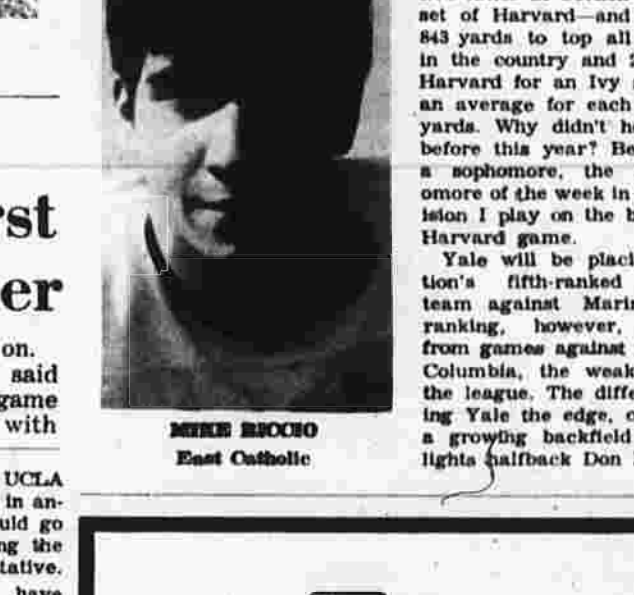 rst
er
on.
said
game
with
UCLA
in an-
uld go
ng the
tative.
have
MIKE RICCIO
East Catholic
set of Harvard—and
843 yards to top all
in the country and
Harvard for an Ivy
an average for each
yards. Why didn't h
before this year? Be
a sophomore, the
omore of the week in
ision I play on the b
Harvard game.
Yale will be placi
tion's fifth-ranked
team against Mari
ranking, however,
from games against
Columbia, the weak
the league. The diffe
ing Yale the edge, c
a growing backfield
lights halfback Don